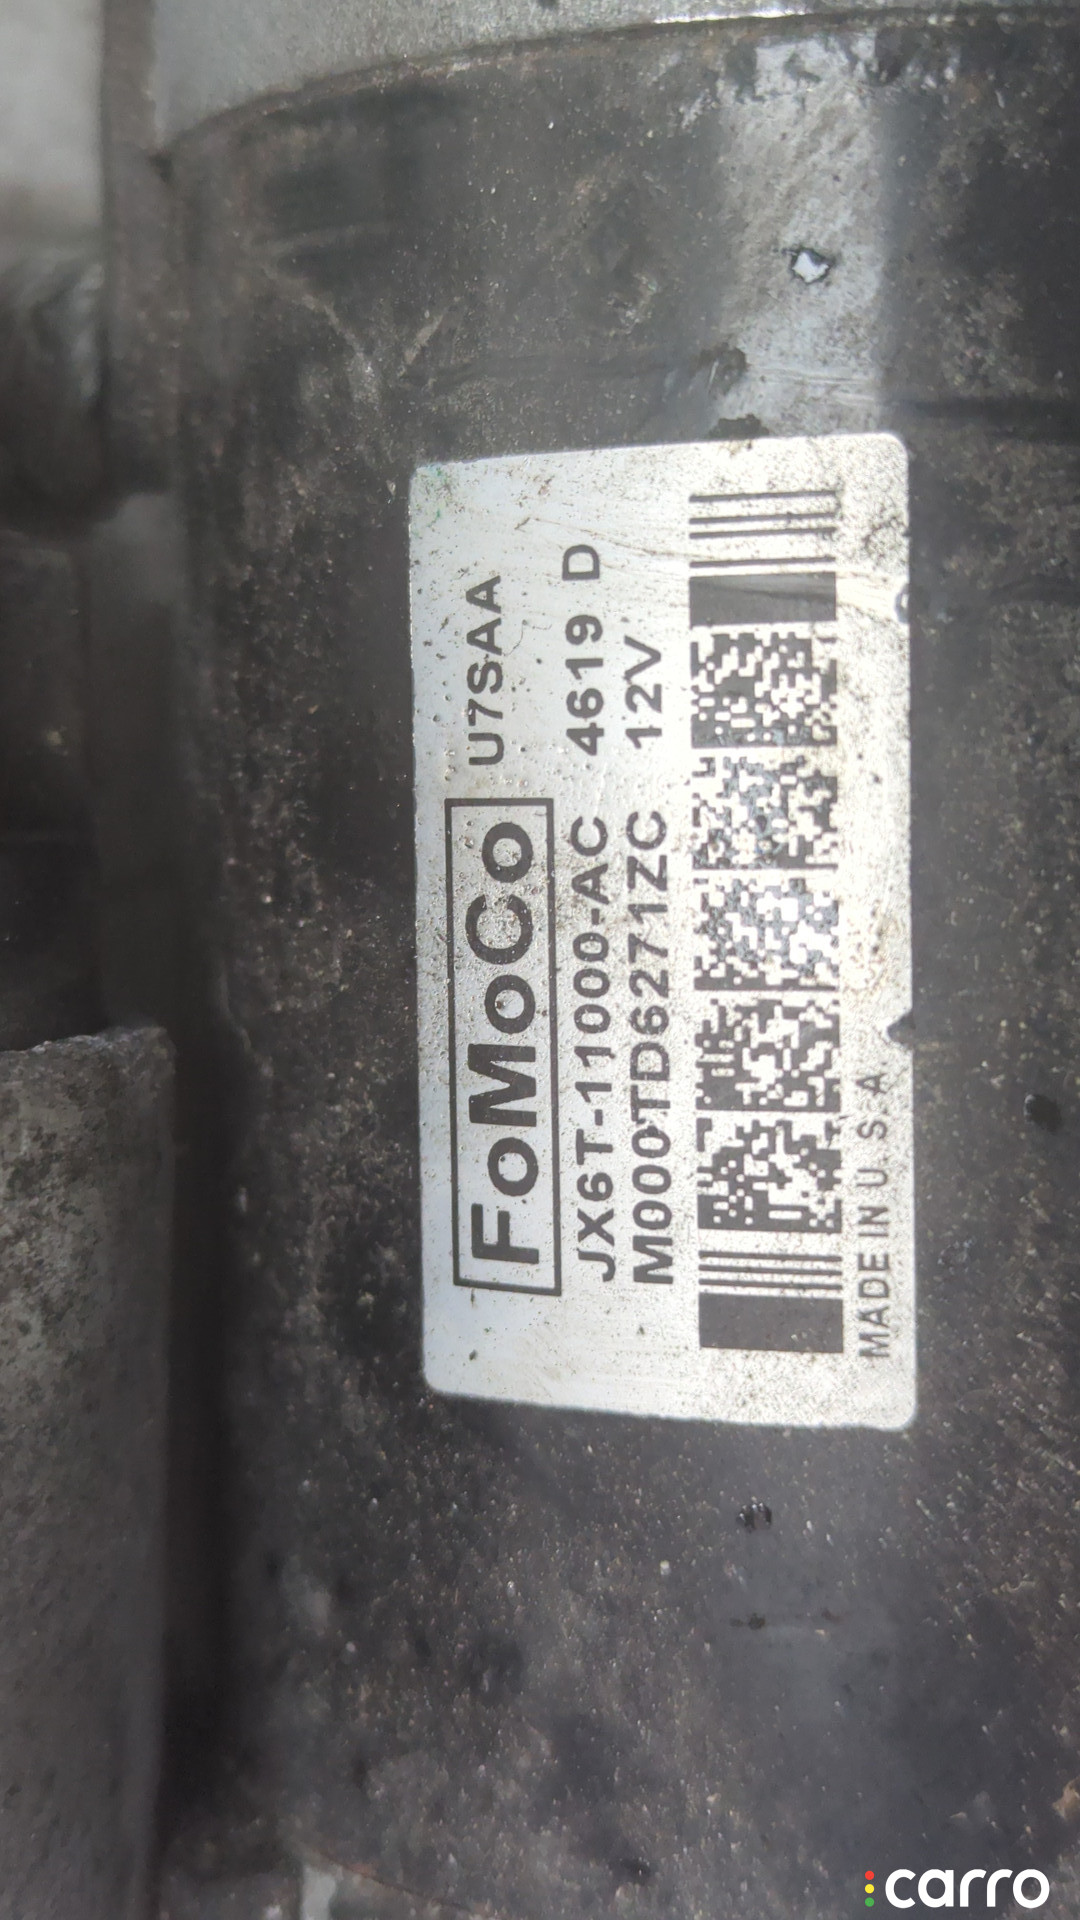 FoMoCo U7SAA
JX6T-11000-AC 4619 D
M000TD6271ZC 12V
MADE IN U.S.A.
carro